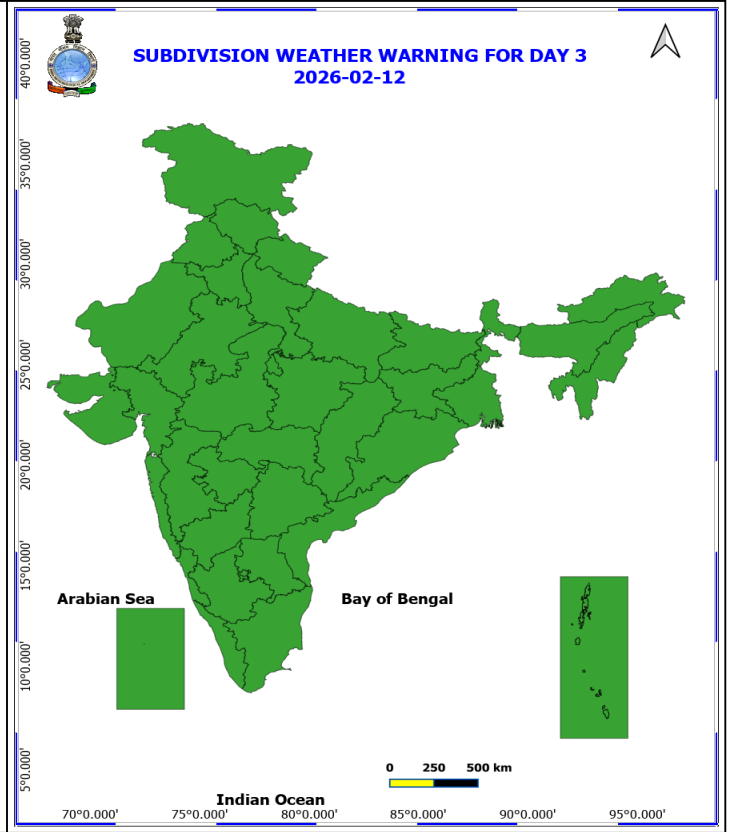 SUBDIVISION WEATHER WARNING FOR DAY 3
2026-02-12
40°0.000'
35°0.000'
30°0.000'
25°0.000'
20°0.000'
15°0.000'
10°0.000'
5°0.000'
Arabian Sea
Bay of Bengal
0 250 500 km
Indian Ocean
70°0.000' 75°0.000' 80°0.000' 85°0.000' 90°0.000' 95°0.000'